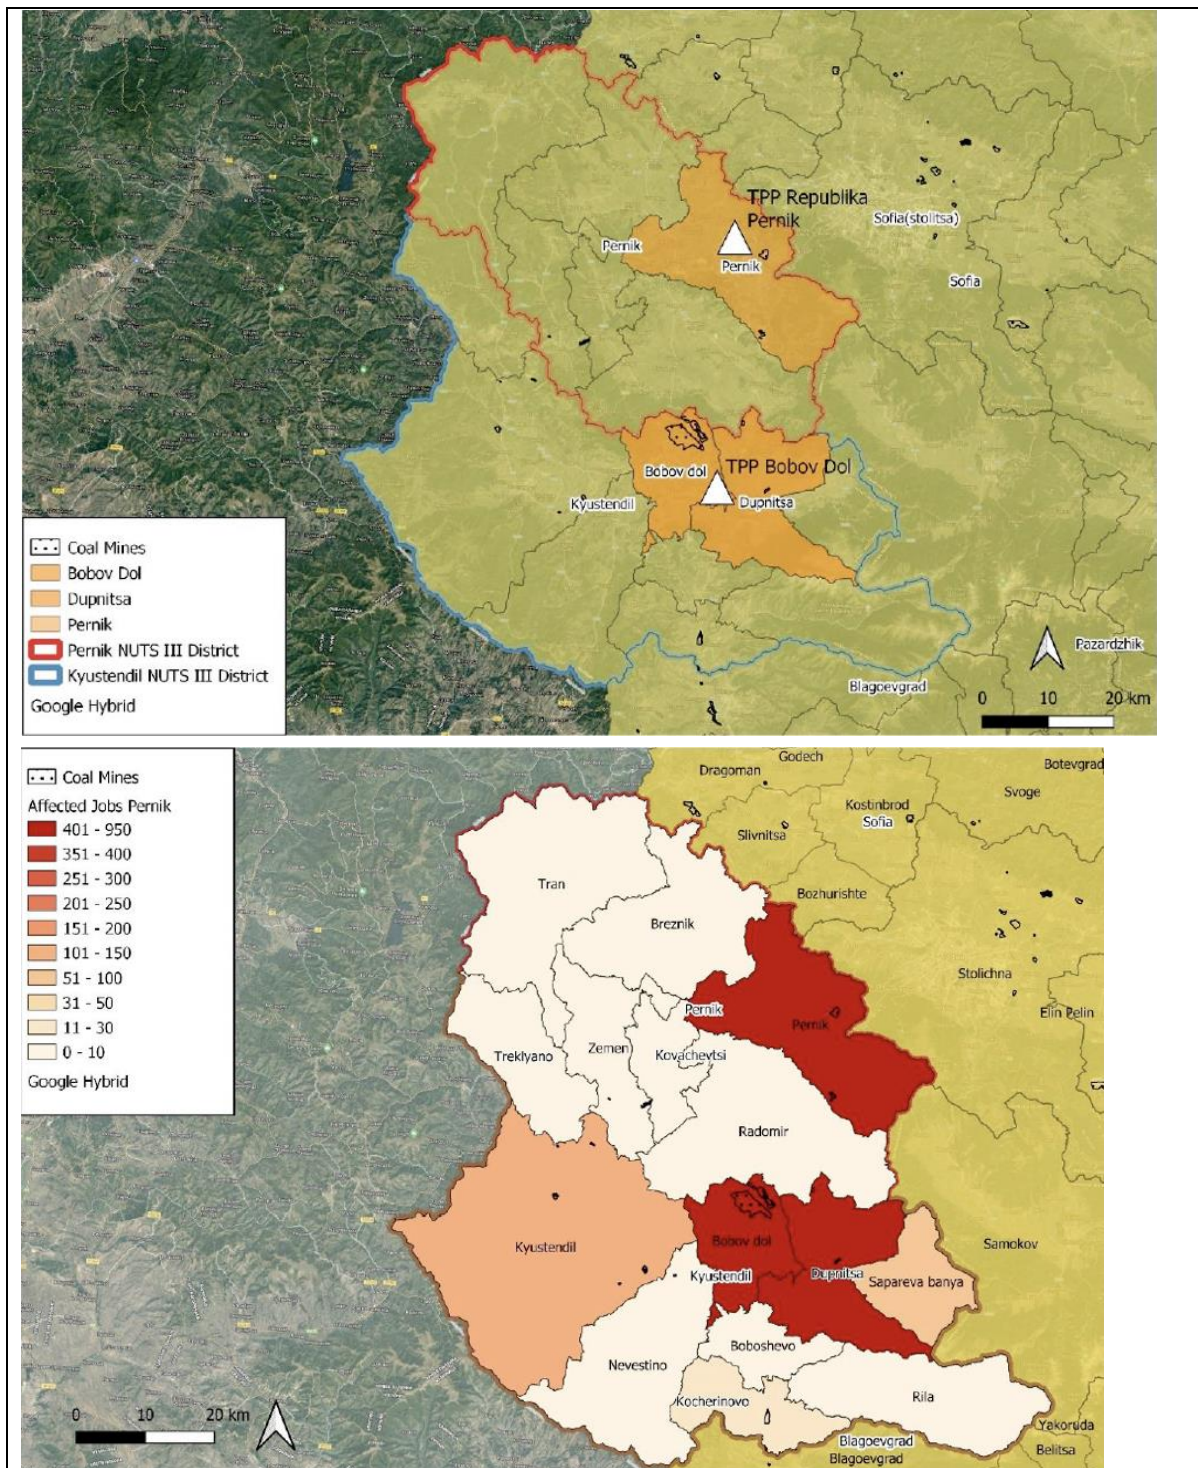 TPP Republika
Pernik
Sofia(stolitsa)
Pernik
Pernik
Sofia
TPP Bobov Dol
Bobov dol
Kyustendil
Dupnitsa
Coal Mines
Bobov Dol
Dupnitsa
Pernik
Pernik NUTS III District
Kyustendil NUTS III District
Google Hybrid
Pazardzhik
Blagoevgrad
0 10 20 km
Coal Mines
Affected Jobs Pernik
401 - 950
351 - 400
251 - 300
201 - 250
151 - 200
101 - 150
51 - 100
31 - 50
11 - 30
0 - 10
Google Hybrid
Godech
Dragoman
Botevgrad
Svoge
Kostinbrod
Sofia
Slivnitsa
Tran
Bozhurishte
Breznik
Stolichna
Pernik
Elin Pelin
Pernik
Treklyano
Zemen
Kovachevtsi
Radomir
Kyustendil
Bobov dol
Samokov
Kyustendil
Dupnitsa
Sapareva banya
Boboshevo
Nevestino
Kocherinovo
Rila
0 10 20 km
Yakoruda
Blagoevgrad
Blagoevgrad
Belitsa